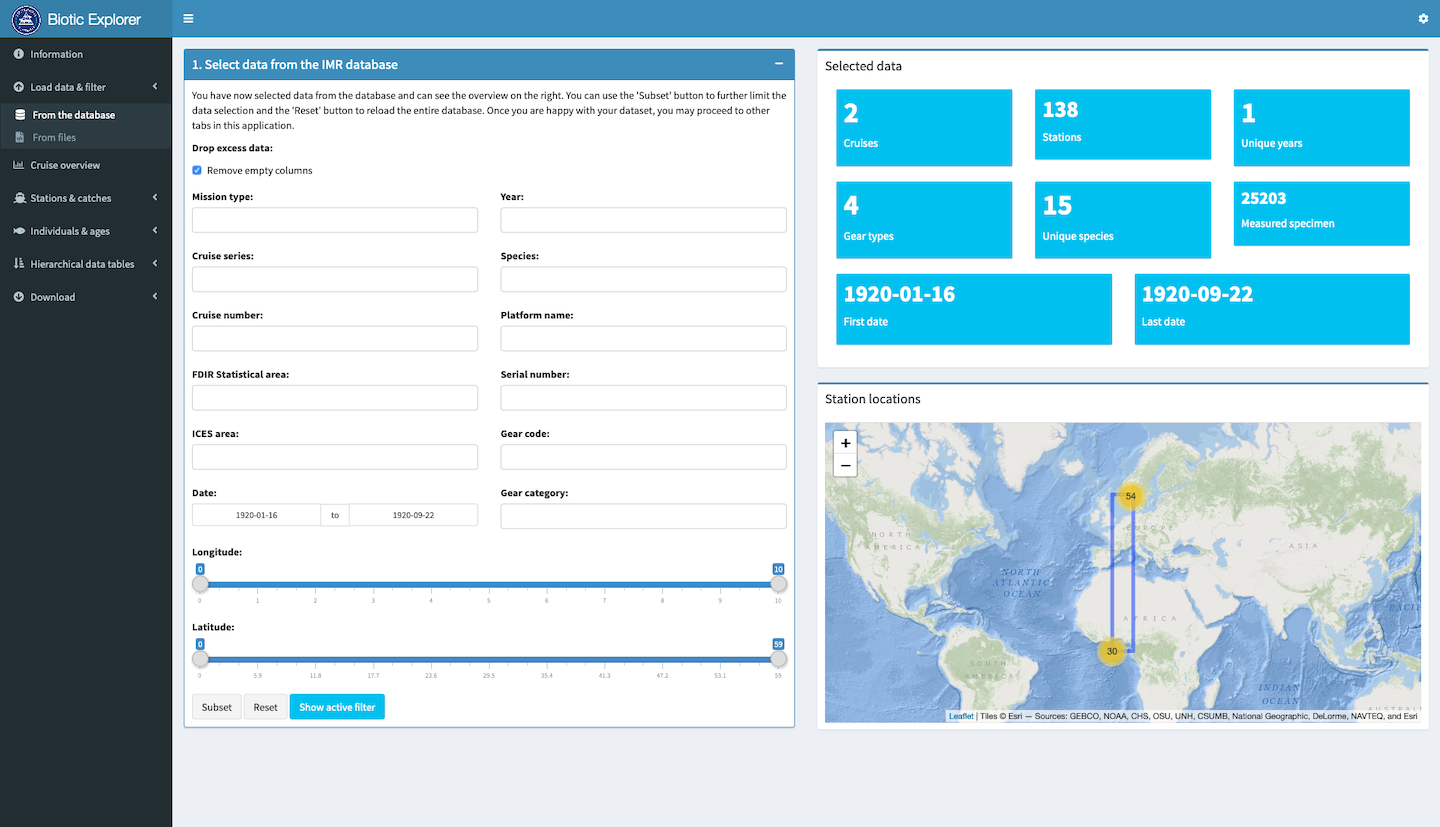 Biotic Explorer
Information
Load data & filter
From the database
From files
Cruise overview
Stations & catches
Individuals & ages
Hierarchical data tables
Download
1. Select data from the IMR database
You have now selected data from the database and can see the overview on the right. You can use the 'Subset' button to further limit the
data selection and the 'Reset' button to reload the entire database. Once you are happy with your dataset, you may proceed to other
tabs in this application.
Drop excess data:
Remove empty columns
Mission type:
Year:
Cruise series:
Species:
Cruise number:
Platform name:
FDIR Statistical area:
Serial number:
ICES area:
Gear code:
Date:
1920-01-16 to 1920-09-22
Gear category:
Longitude:
0 10
0 1 2 3 4 5 6 7 8 9 10
Latitude:
0 59
0 5.9 11.8 17.7 23.6 29.5 35.4 41.3 47.2 53.1 59
Subset Reset Show active filter
Selected data
2
Cruises
138
Stations
1
Unique years
4
Gear types
15
Unique species
25203
Measured specimen
1920-01-16
First date
1920-09-22
Last date
Station locations
+
−
54
EUROPE
NORTH
AMERICA
ASIA
NORTH
ATLANTIC
OCEAN
PACIF
AFRICA
30
SOUTH
AMERICA
INDIAN
OCEAN
AUSTRAL
Leaflet | Tiles © Esri — Sources: GEBCO, NOAA, CHS, OSU, UNH, CSUMB, National Geographic, DeLorme, NAVTEQ, and Esri